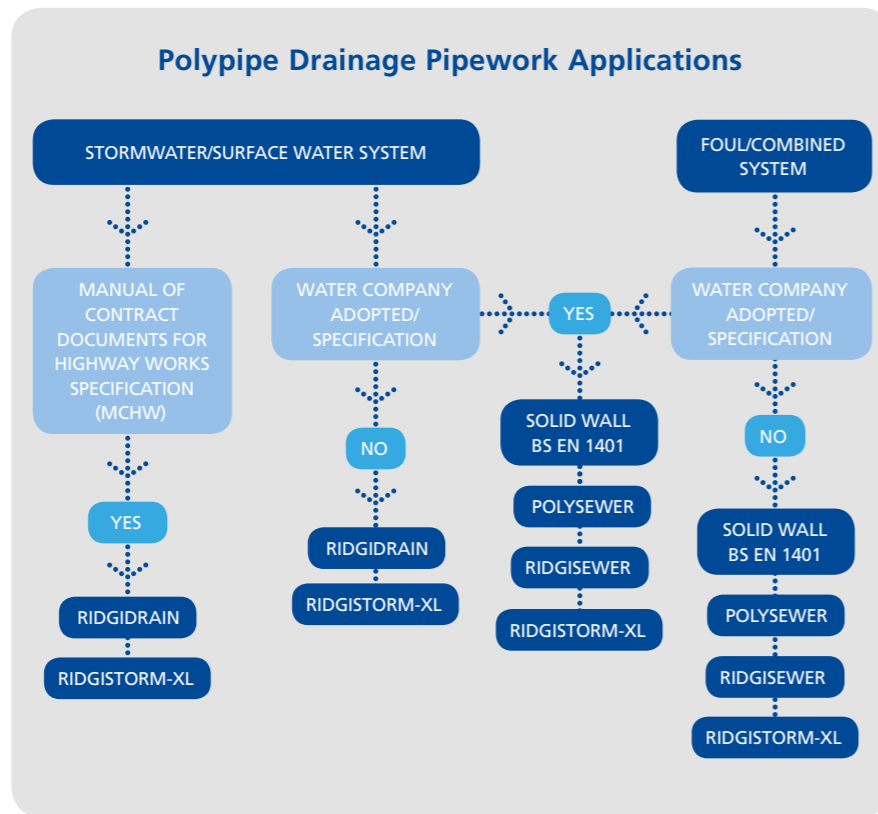 Polypipe Drainage Pipework Applications
STORMWATER/SURFACE WATER SYSTEM
FOUL/COMBINED
SYSTEM
MANUAL OF
CONTRACT
DOCUMENTS FOR
HIGHWAY WORKS
SPECIFICATION
(MCHW)
YES
RIDGIDRAIN
RIDGISTORM-XL
WATER COMPANY
ADOPTED/
SPECIFICATION
NO
RIDGIDRAIN
RIDGISTORM-XL
YES
SOLID WALL
BS EN 1401
POLYSEWER
RIDGISEWER
RIDGISTORM-XL
WATER COMPANY
ADOPTED/
SPECIFICATION
NO
SOLID WALL
BS EN 1401
POLYSEWER
RIDGISEWER
RIDGISTORM-XL